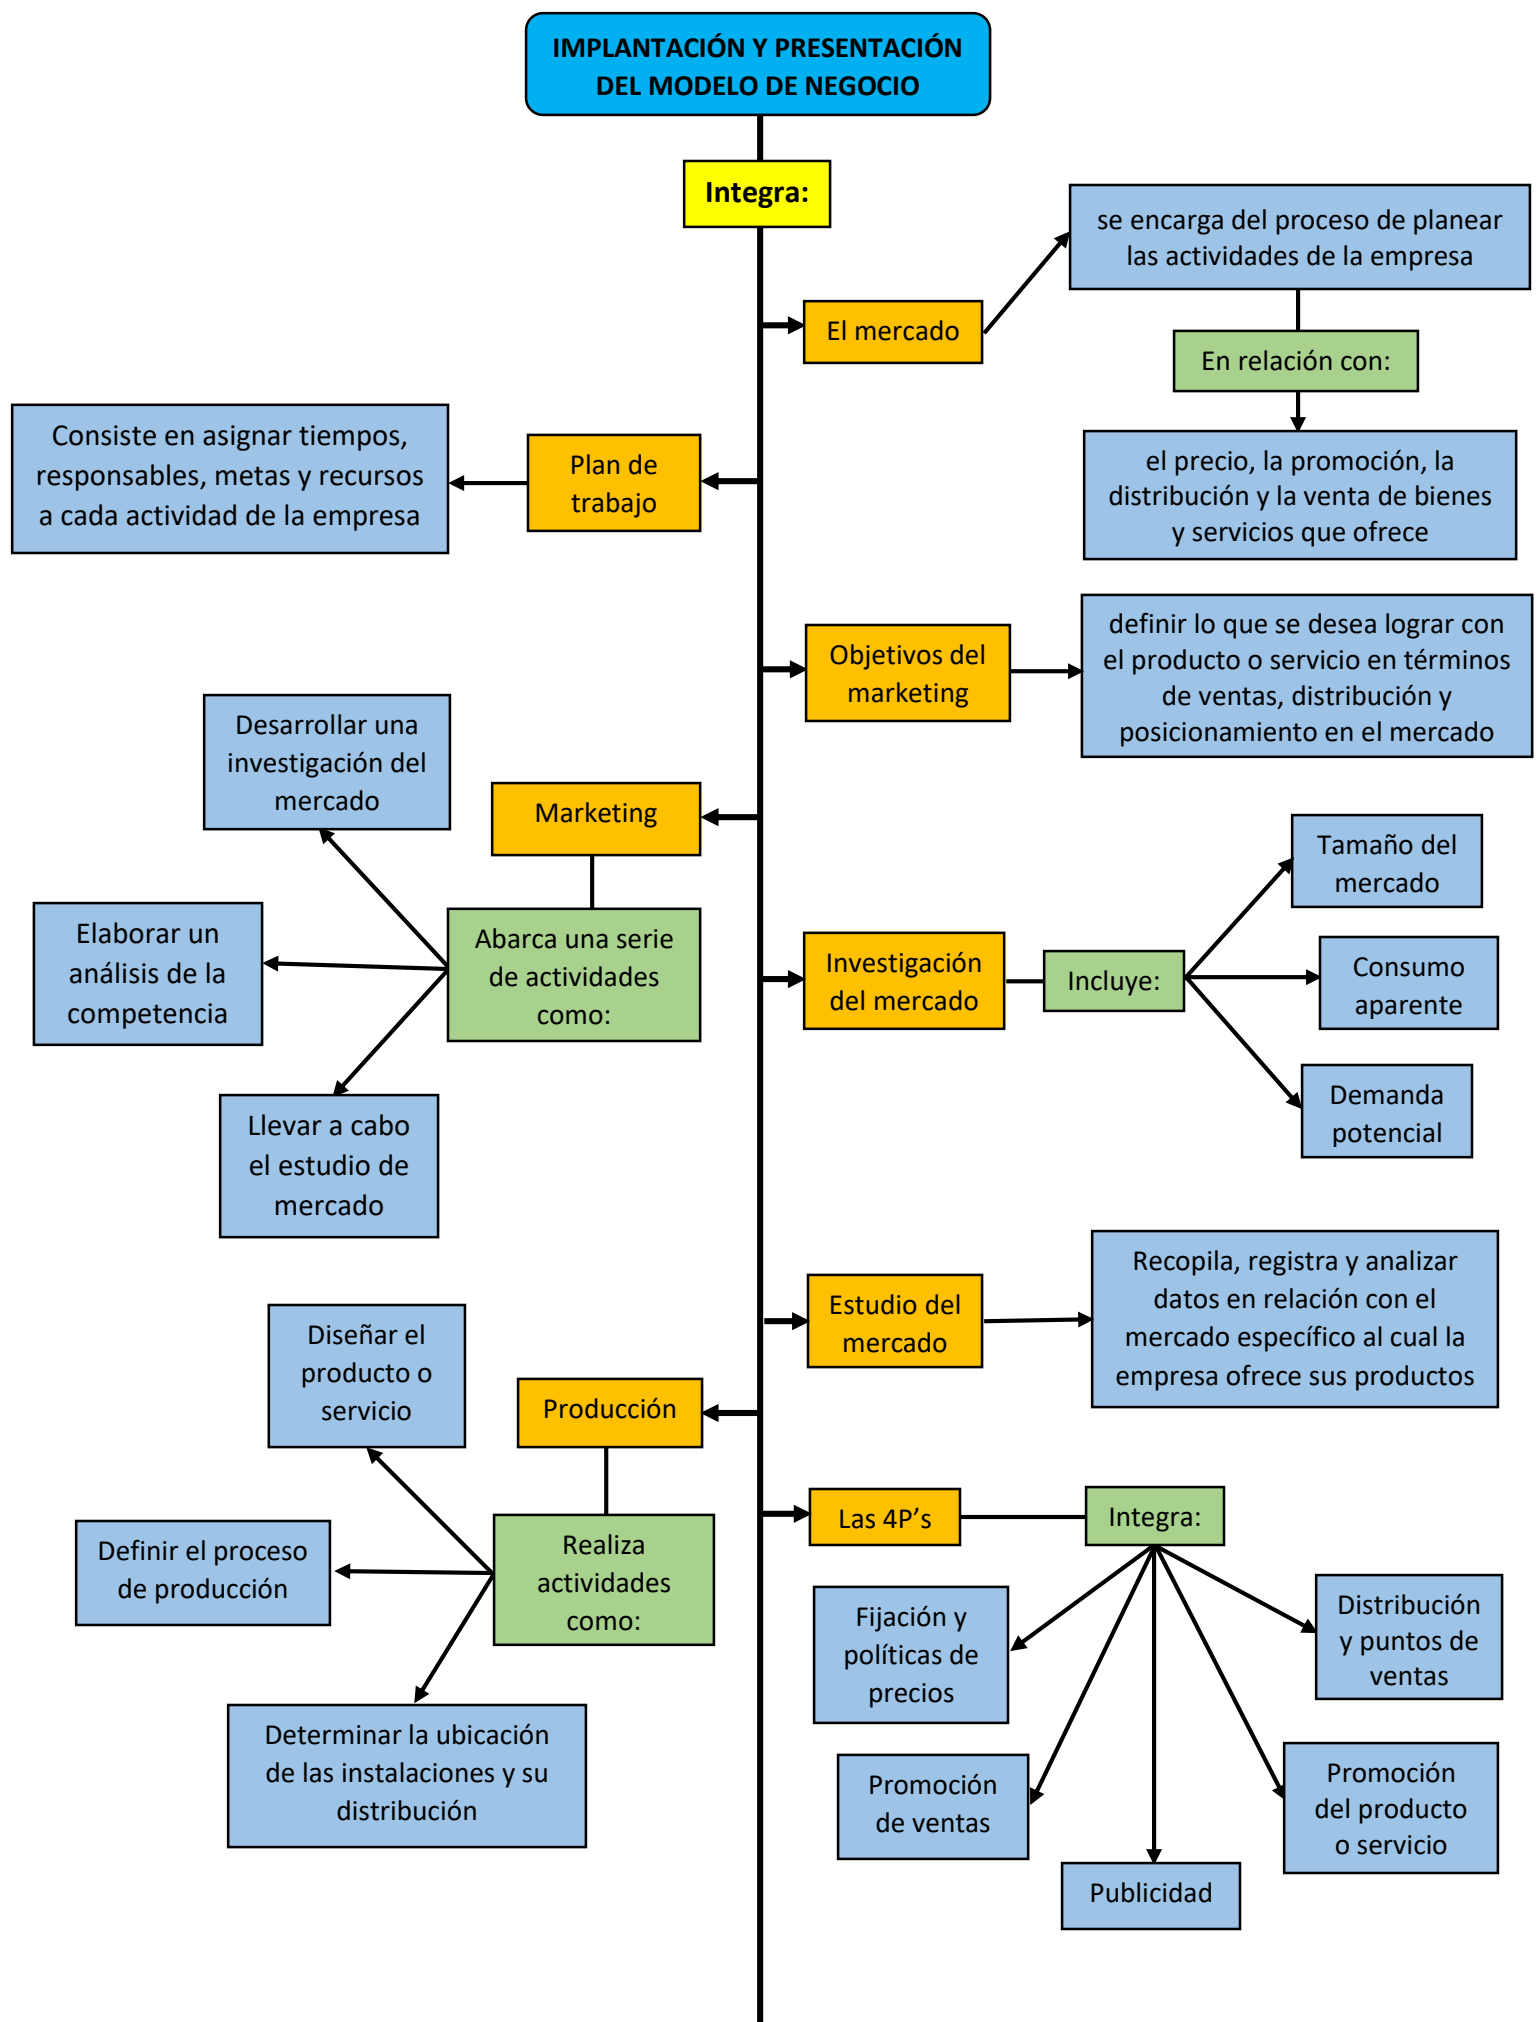 IMPLANTACIÓN Y PRESENTACIÓN
DEL MODELO DE NEGOCIO
Integra:
El mercado
se encarga del proceso de planear
las actividades de la empresa
En relación con:
el precio, la promoción, la
distribución y la venta de bienes
y servicios que ofrece
Plan de
trabajo
Consiste en asignar tiempos,
responsables, metas y recursos
a cada actividad de la empresa
Objetivos del
marketing
definir lo que se desea lograr con
el producto o servicio en términos
de ventas, distribución y
posicionamiento en el mercado
Marketing
Abarca una serie
de actividades
como:
Desarrollar una
investigación del
mercado
Elaborar un
análisis de la
competencia
Llevar a cabo
el estudio de
mercado
Investigación
del mercado
Incluye:
Tamaño del
mercado
Consumo
aparente
Demanda
potencial
Estudio del
mercado
Recopila, registra y analizar
datos en relación con el
mercado específico al cual la
empresa ofrece sus productos
Producción
Realiza
actividades
como:
Diseñar el
producto o
servicio
Definir el proceso
de producción
Determinar la ubicación
de las instalaciones y su
distribución
Las 4P’s
Integra:
Fijación y
políticas de
precios
Promoción
de ventas
Publicidad
Promoción
del producto
o servicio
Distribución
y puntos de
ventas